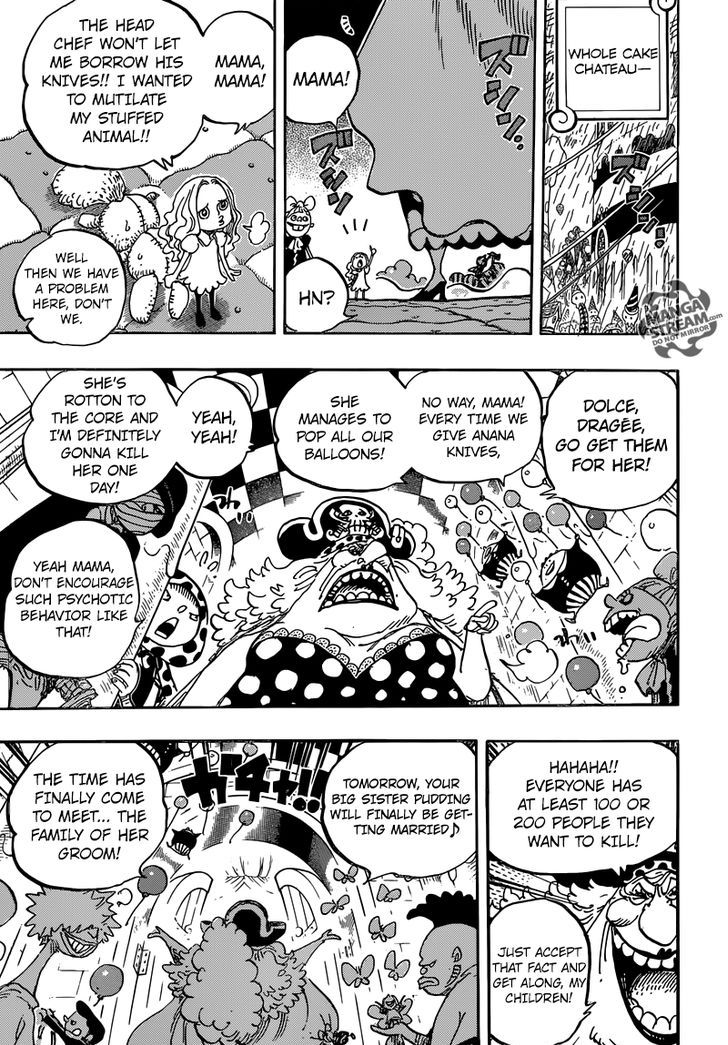 WHOLE CAKE
CHATEAU—
MANGA
STREAM.com
DO NOT MIRROR
MAMA!
HN?
MAMA,
MAMA!
THE HEAD
CHEF WON'T LET
ME BORROW HIS
KNIVES!! I WANTED
TO MUTILATE
MY STUFFED
ANIMAL!!
WELL
THEN WE HAVE
A PROBLEM
HERE, DON'T
WE.
DOLCE,
DRAGÉE,
GO GET THEM
FOR HER!
NO WAY, MAMA!
EVERY TIME WE
GIVE ANANA
KNIVES,
SHE
MANAGES TO
POP ALL OUR
BALLOONS!
YEAH,
YEAH!
SHE'S
ROTTON TO
THE CORE AND
I'M DEFINITELY
GONNA KILL
HER ONE
DAY!
YEAH MAMA,
DON'T ENCOURAGE
SUCH PSYCHOTIC
BEHAVIOR LIKE
THAT!
HAHAHA!!
EVERYONE HAS
AT LEAST 100 OR
200 PEOPLE THEY
WANT TO KILL!
JUST ACCEPT
THAT FACT AND
GET ALONG, MY
CHILDREN!
TOMORROW, YOUR
BIG SISTER PUDDING
WILL FINALLY BE GET-
TING MARRIED♪
ガチャ!!
THE TIME HAS
FINALLY COME
TO MEET... THE
FAMILY OF HER
GROOM!